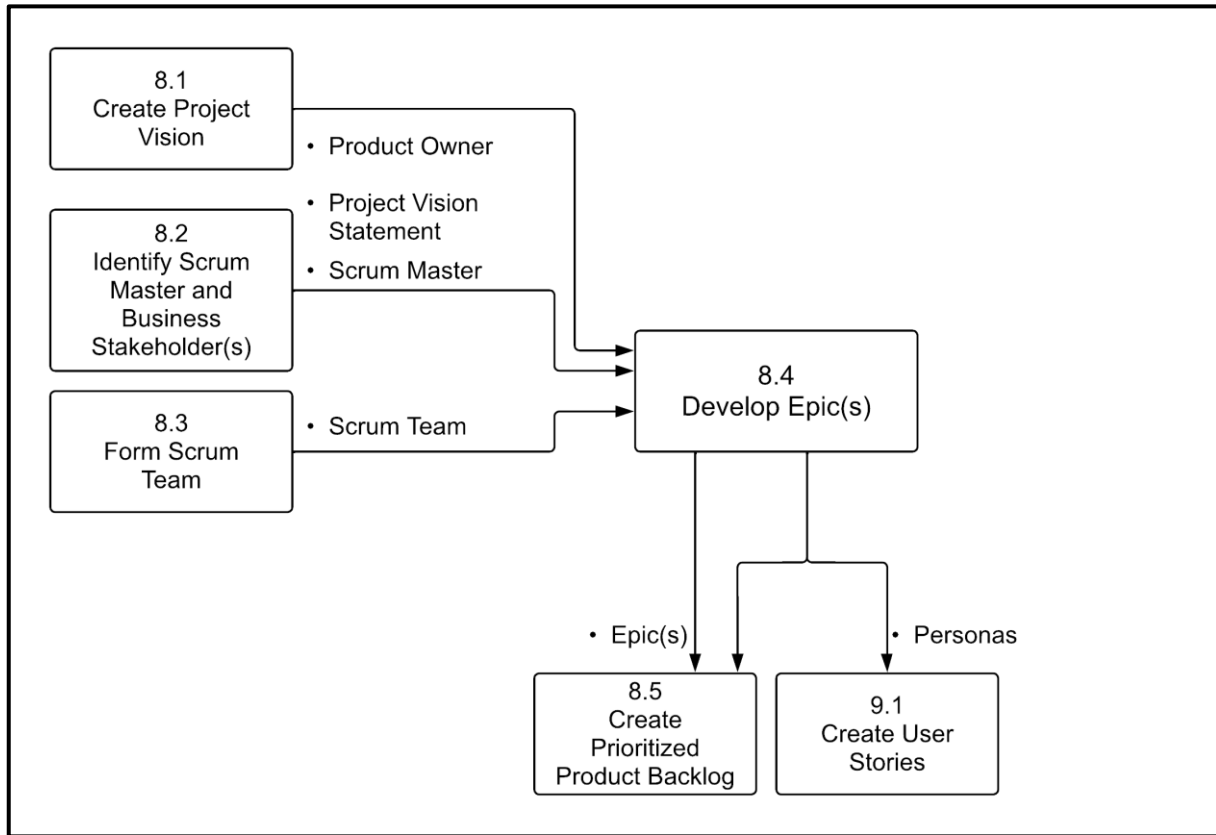 8.1
Create Project
Vision
• Product Owner
• Project Vision
Statement
8.2
Identify Scrum
Master and
Business
Stakeholder(s)
• Scrum Master
8.3
Form Scrum
Team
• Scrum Team
8.4
Develop Epic(s)
• Epic(s)
• Personas
8.5
Create
Prioritized
Product Backlog
9.1
Create User
Stories